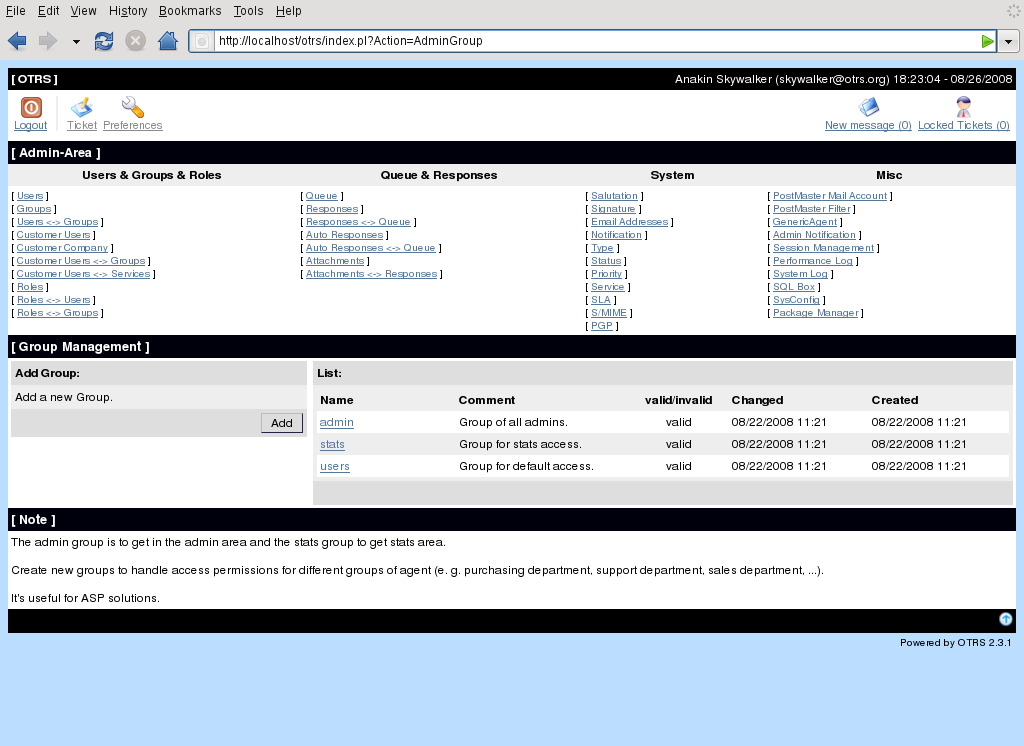 File Edit View History Bookmarks Tools Help
http://localhost/otrs/index.pl?Action=AdminGroup
[ OTRS ] Anakin Skywalker (skywalker@otrs.org) 18:23:04 - 08/26/2008
Logout Ticket Preferences New message (0) Locked Tickets (0)
[ Admin-Area ]
Users & Groups & Roles Queue & Responses System Misc
[ Users ] [ Queue ] [ Salutation ] [ PostMaster Mail Account ]
[ Groups ] [ Responses ] [ Signature ] [ PostMaster Filter ]
[ Users <-> Groups ] [ Responses <-> Queue ] [ Email Addresses ] [ GenericAgent ]
[ Customer Users ] [ Auto Responses ] [ Notification ] [ Admin Notification ]
[ Customer Company ] [ Auto Responses <-> Queue ] [ Type ] [ Session Management ]
[ Customer Users <-> Groups ] [ Attachments ] [ Status ] [ Performance Log ]
[ Customer Users <-> Services ] [ Attachments <-> Responses ] [ Priority ] [ System Log ]
[ Roles ] [ Service ] [ SQL Box ]
[ Roles <-> Users ] [ SLA ] [ SysConfig ]
[ Roles <-> Groups ] [ S/MIME ] [ Package Manager ]
[ PGP ]
[ Group Management ]
Add Group: List:
Add a new Group.
Add
Name Comment valid/invalid Changed Created
admin Group of all admins. valid 08/22/2008 11:21 08/22/2008 11:21
stats Group for stats access. valid 08/22/2008 11:21 08/22/2008 11:21
users Group for default access. valid 08/22/2008 11:21 08/22/2008 11:21
[ Note ]
The admin group is to get in the admin area and the stats group to get stats area.
Create new groups to handle access permissions for different groups of agent (e. g. purchasing department, support department, sales department, ...).
It's useful for ASP solutions.
Powered by OTRS 2.3.1